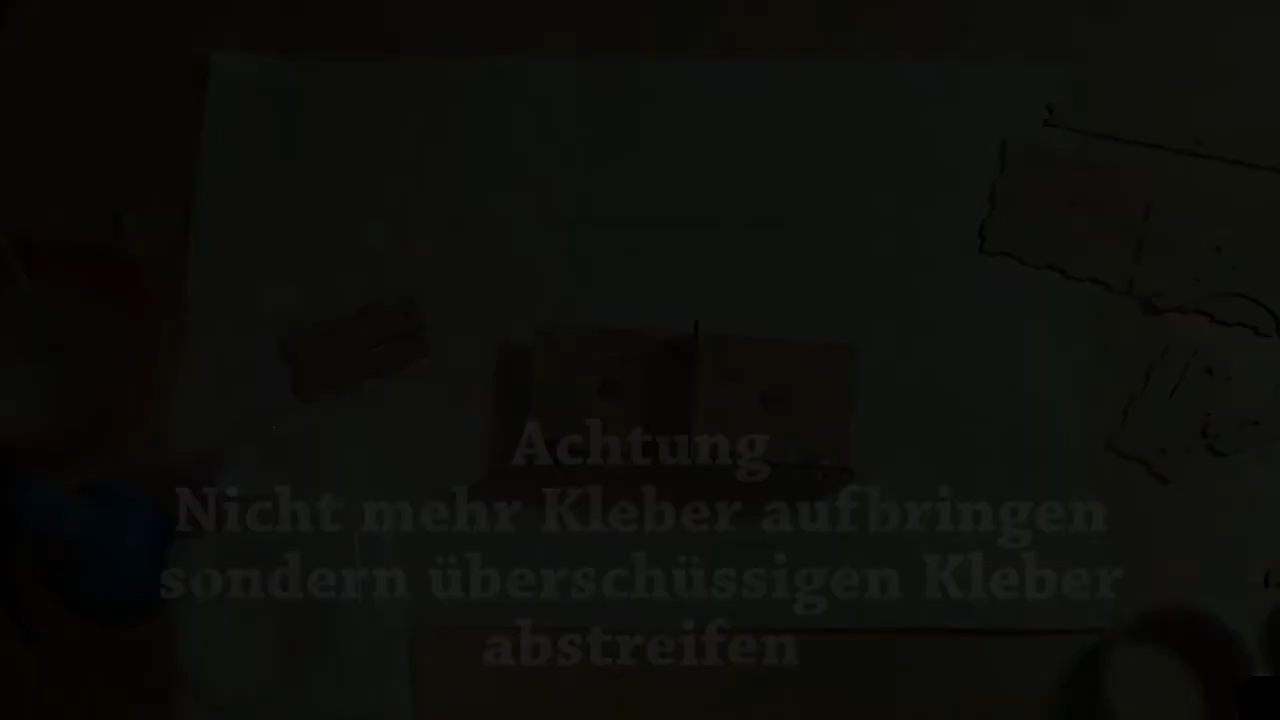 Achtung
Nicht mehr Kleber aufbringen
sondern überschüssigen Kleber
abstreifen